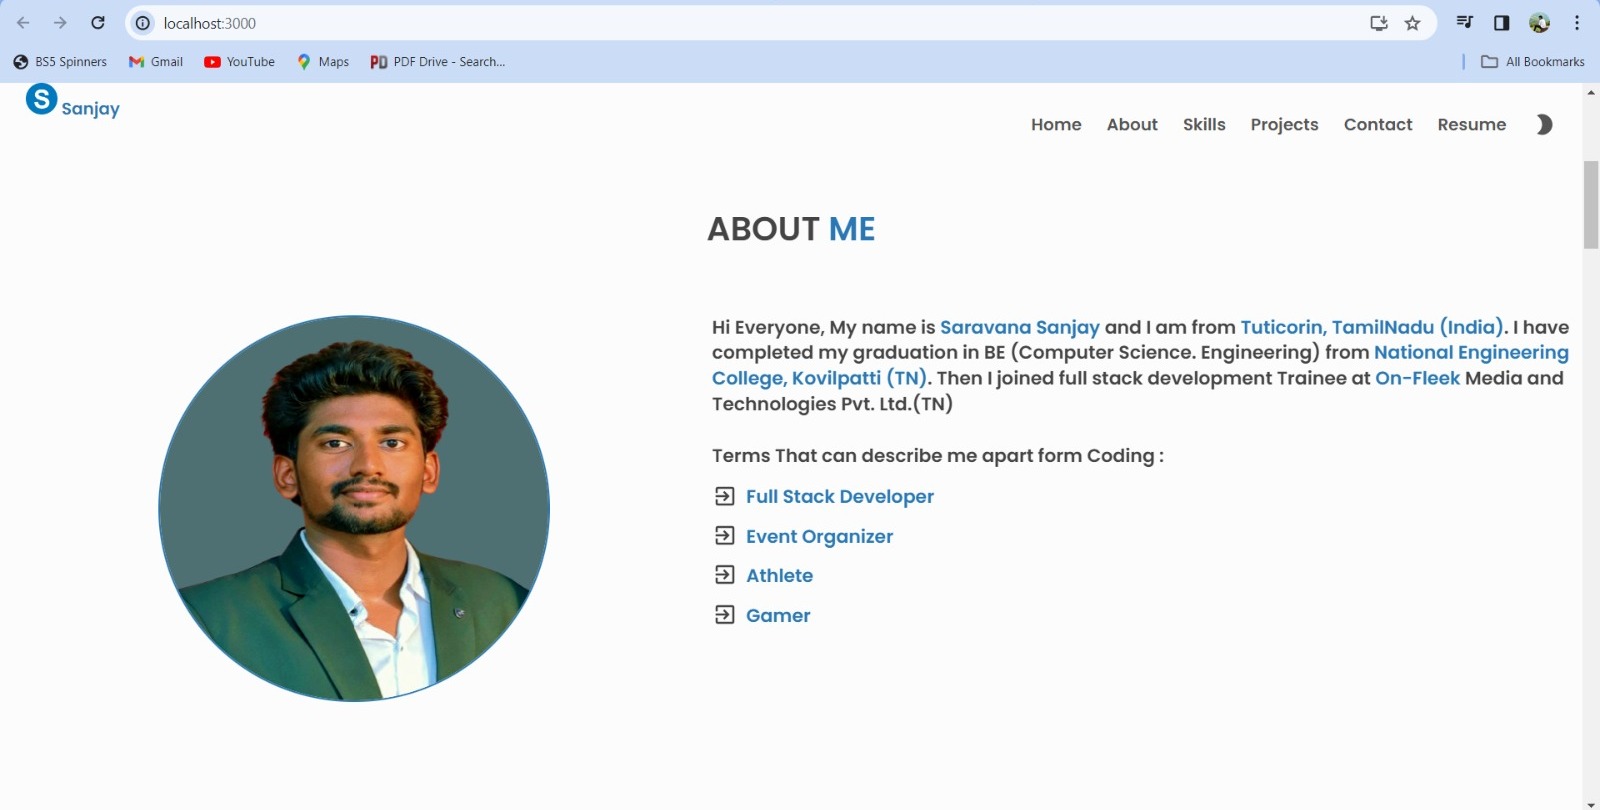 localhost:3000
BS5 Spinners Gmail YouTube Maps PD PDF Drive - Search... All Bookmarks
S Sanjay
Home About Skills Projects Contact Resume
ABOUT ME
Hi Everyone, My name is Saravana Sanjay and I am from Tuticorin, TamilNadu (India). I have
completed my graduation in BE (Computer Science. Engineering) from National Engineering
College, Kovilpatti (TN). Then I joined full stack development Trainee at On-Fleek Media and
Technologies Pvt. Ltd.(TN)
Terms That can describe me apart form Coding :
Full Stack Developer
Event Organizer
Athlete
Gamer